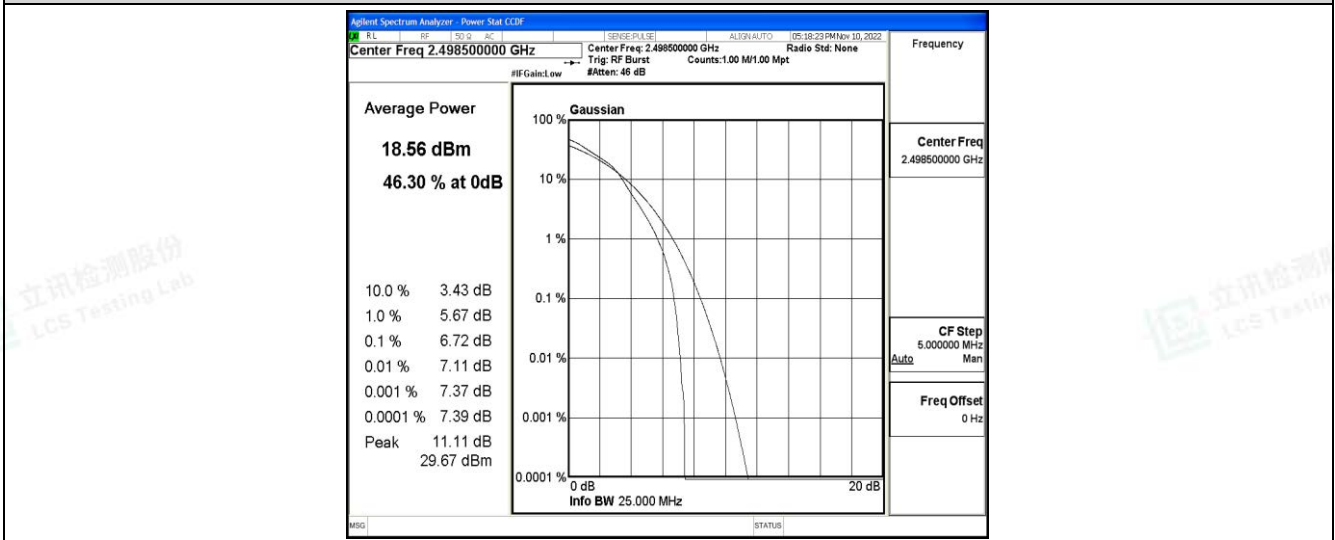 Agilent Spectrum Analyzer - Power Stat CCDF
RL RF 50 Ω AC SENSE:PULSE ALIGN AUTO 05:18:23 PM Nov 10, 2022
Center Freq 2.498500000 GHz
Center Freq: 2.498500000 GHz Radio Std: None
Trig: RF Burst Counts:1.00 M/1.00 Mpt
#IFGain:Low #Atten: 46 dB
Average Power
18.56 dBm
46.30 % at 0dB
10.0 % 3.43 dB
1.0 % 5.67 dB
0.1 % 6.72 dB
0.01 % 7.11 dB
0.001 % 7.37 dB
0.0001 % 7.39 dB
Peak 11.11 dB
29.67 dBm
Gaussian
100 %
10 %
1 %
0.1 %
0.01 %
0.001 %
0.0001 %
0 dB 20 dB
Info BW 25.000 MHz
Frequency
Center Freq
2.498500000 GHz
CF Step
5.000000 MHz
Auto Man
Freq Offset
0 Hz
MSG STATUS
立讯检测股份
LCS Testing Lab
立讯检测
LCS Testin